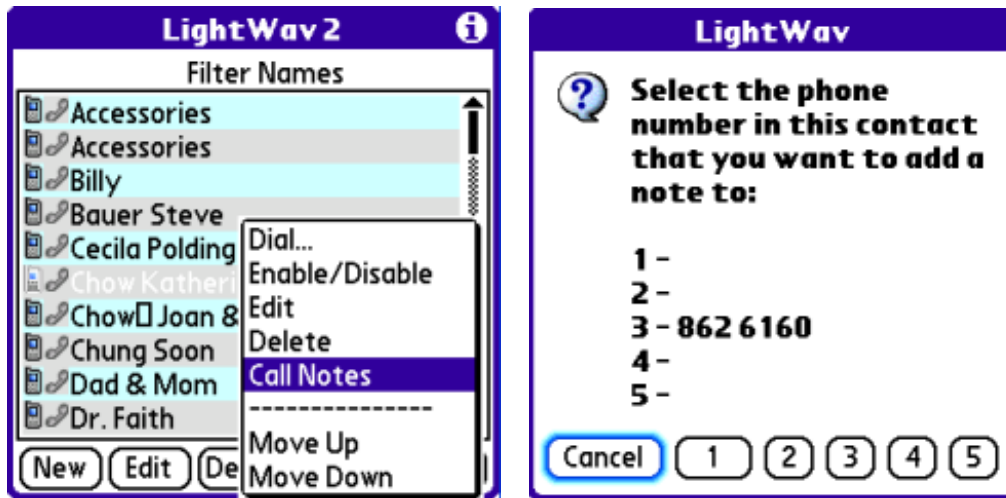 LightWav 2
Filter Names
Accessories
Accessories
Billy
Bauer Steve
Cecila Polding
Chow Katheri
Chow▯ Joan &
Chung Soon
Dad & Mom
Dr. Faith
Dial...
Enable/Disable
Edit
Delete
Call Notes
---------------
Move Up
Move Down
New Edit De
LightWav
Select the phone
number in this contact
that you want to add a
note to:
1 -
2 -
3 - 862 6160
4 -
5 -
Cancel 1 2 3 4 5